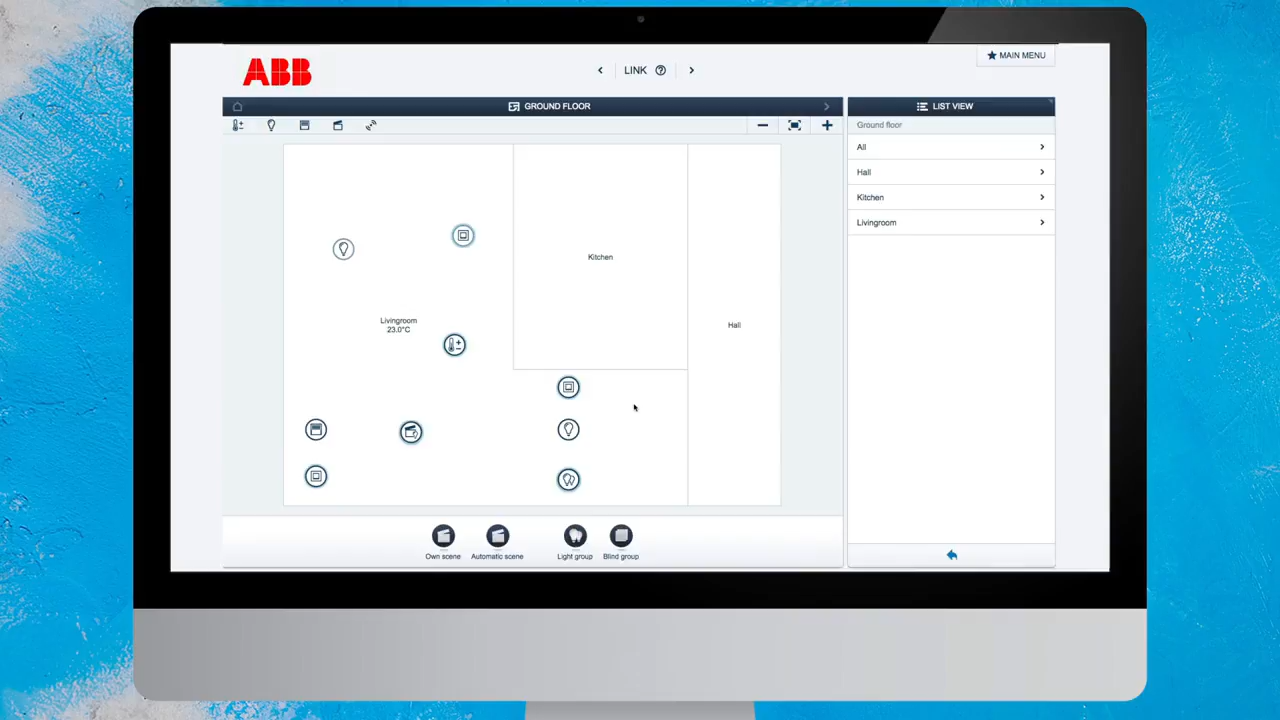 ABB
LINK
MAIN MENU
GROUND FLOOR
LIST VIEW
Ground floor
All
Hall
Kitchen
Livingroom
Kitchen
Livingroom
23.0°C
Hall
Own scene
Automatic scene
Light group
Blind group